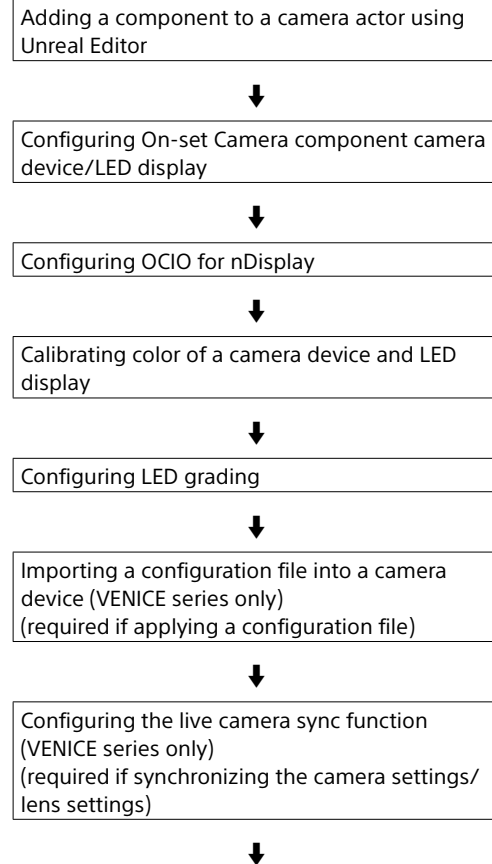 Adding a component to a camera actor using
Unreal Editor
Configuring On-set Camera component camera
device/LED display
Configuring OCIO for nDisplay
Calibrating color of a camera device and LED
display
Configuring LED grading
Importing a configuration file into a camera
device (VENICE series only)
(required if applying a configuration file)
Configuring the live camera sync function
(VENICE series only)
(required if synchronizing the camera settings/
lens settings)